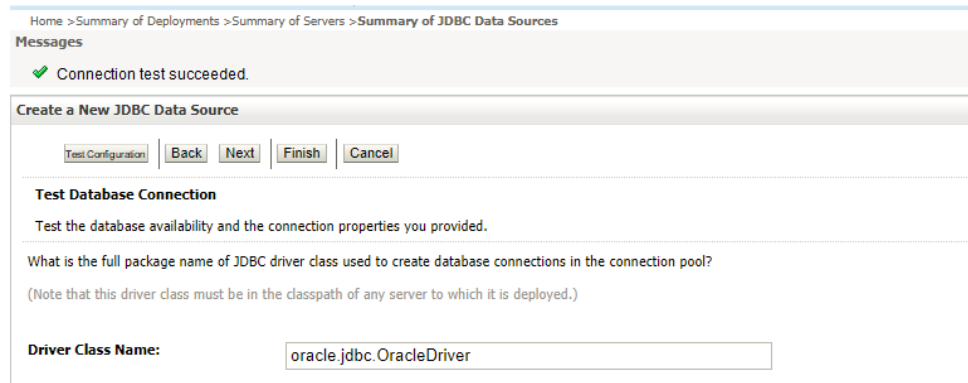 Home >Summary of Deployments >Summary of Servers >Summary of JDBC Data Sources
Messages
Connection test succeeded.
Create a New JDBC Data Source
Test Configuration Back Next Finish Cancel
Test Database Connection
Test the database availability and the connection properties you provided.
What is the full package name of JDBC driver class used to create database connections in the connection pool?
(Note that this driver class must be in the classpath of any server to which it is deployed.)
Driver Class Name: oracle.jdbc.OracleDriver